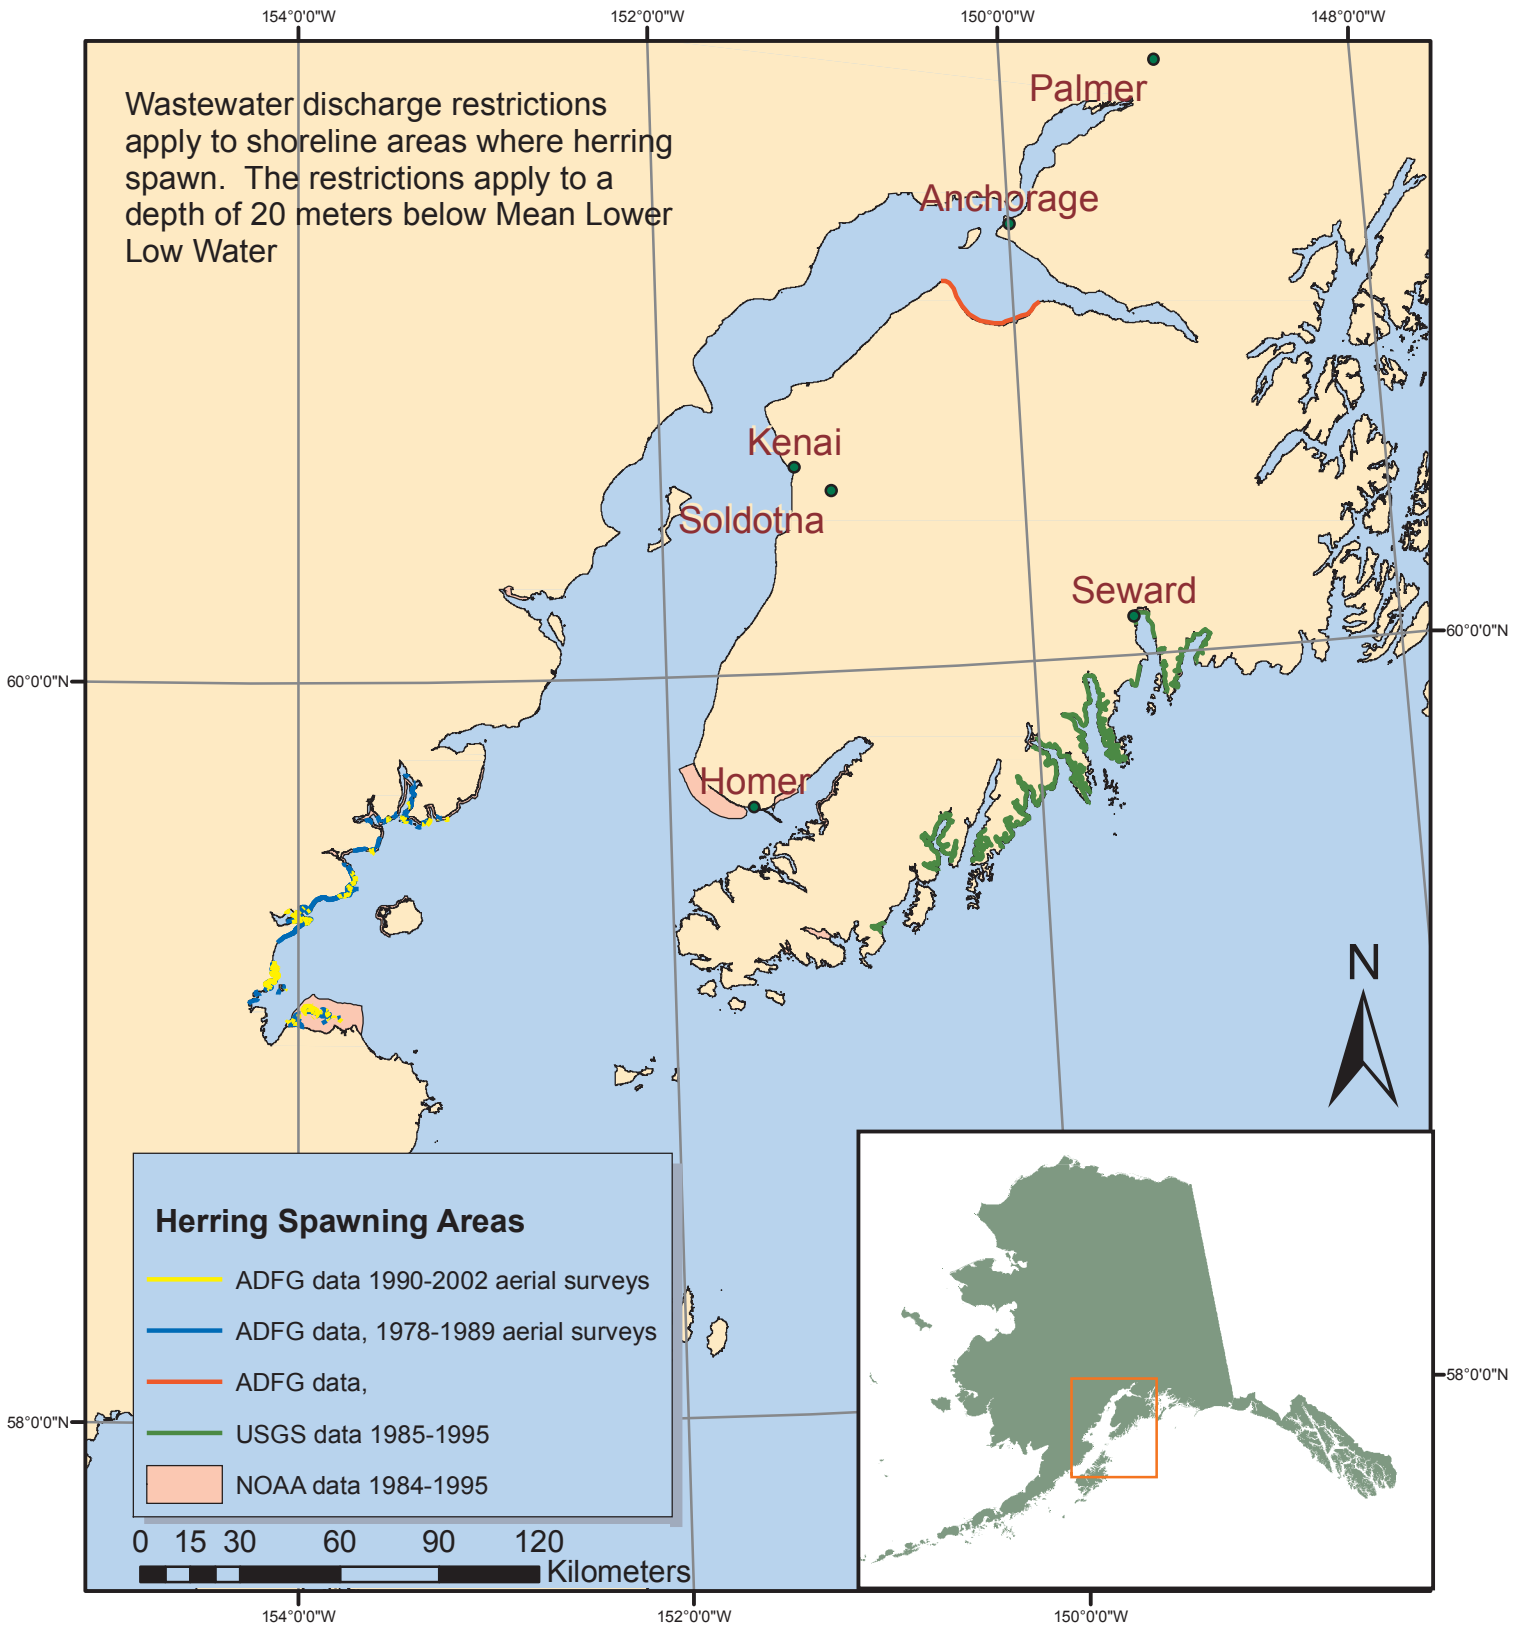 154°0'0"W
152°0'0"W
150°0'0"W
148°0'0"W
Wastewater discharge restrictions
apply to shoreline areas where herring
spawn.  The restrictions apply to a
depth of 20 meters below Mean Lower
Low Water
Palmer
Anchorage
Kenai
Soldotna
Seward
60°0'0"N
60°0'0"N
Homer
N
Herring Spawning Areas
ADFG data 1990-2002 aerial surveys
ADFG data, 1978-1989 aerial surveys
ADFG data,
USGS data 1985-1995
NOAA data 1984-1995
58°0'0"N
58°0'0"N
0 15 30 60 90 120
Kilometers
154°0'0"W
152°0'0"W
150°0'0"W